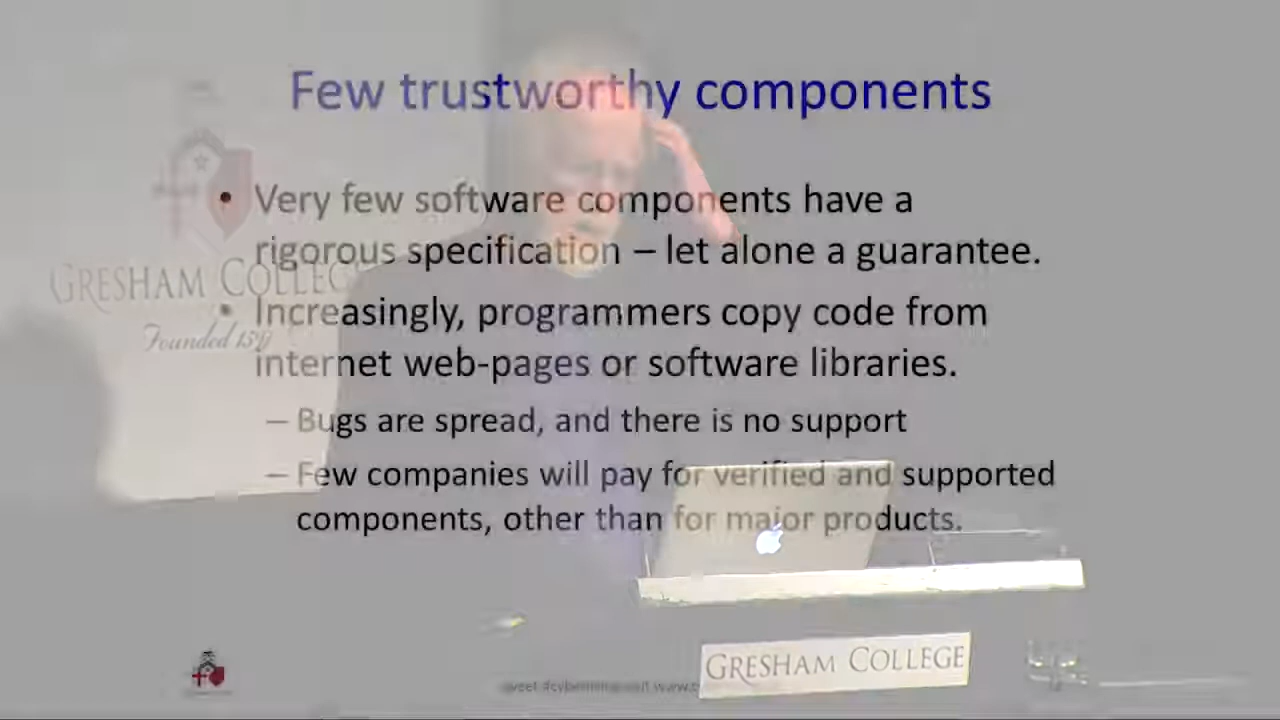 Few trustworthy components
• Very few software components have a
rigorous specification – let alone a guarantee.
GRESHAM COLLEGE
• Increasingly, programmers copy code from
Founded 1597
internet web-pages or software libraries.
– Bugs are spread, and there is no support
– Few companies will pay for verified and supported
components, other than for major products.
GRESHAM COLLEGE